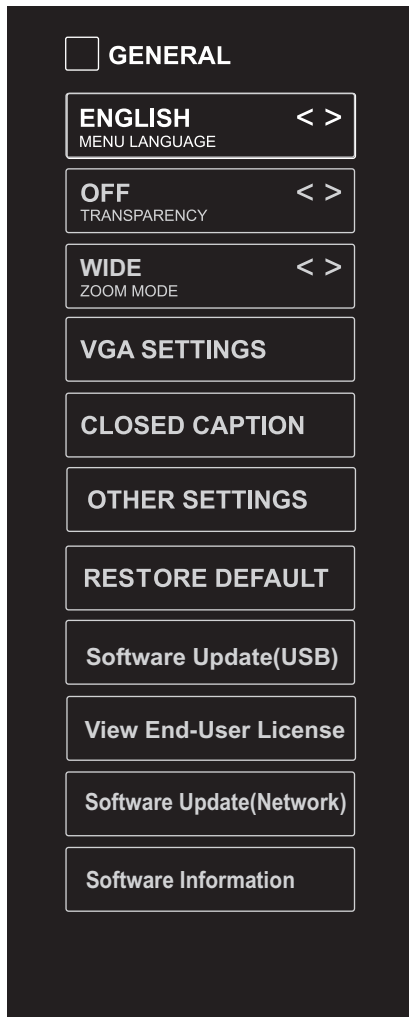 GENERAL
ENGLISH < >
MENU LANGUAGE
OFF < >
TRANSPARENCY
WIDE < >
ZOOM MODE
VGA SETTINGS
CLOSED CAPTION
OTHER SETTINGS
RESTORE DEFAULT
Software Update(USB)
View End-User License
Software Update(Network)
Software Information